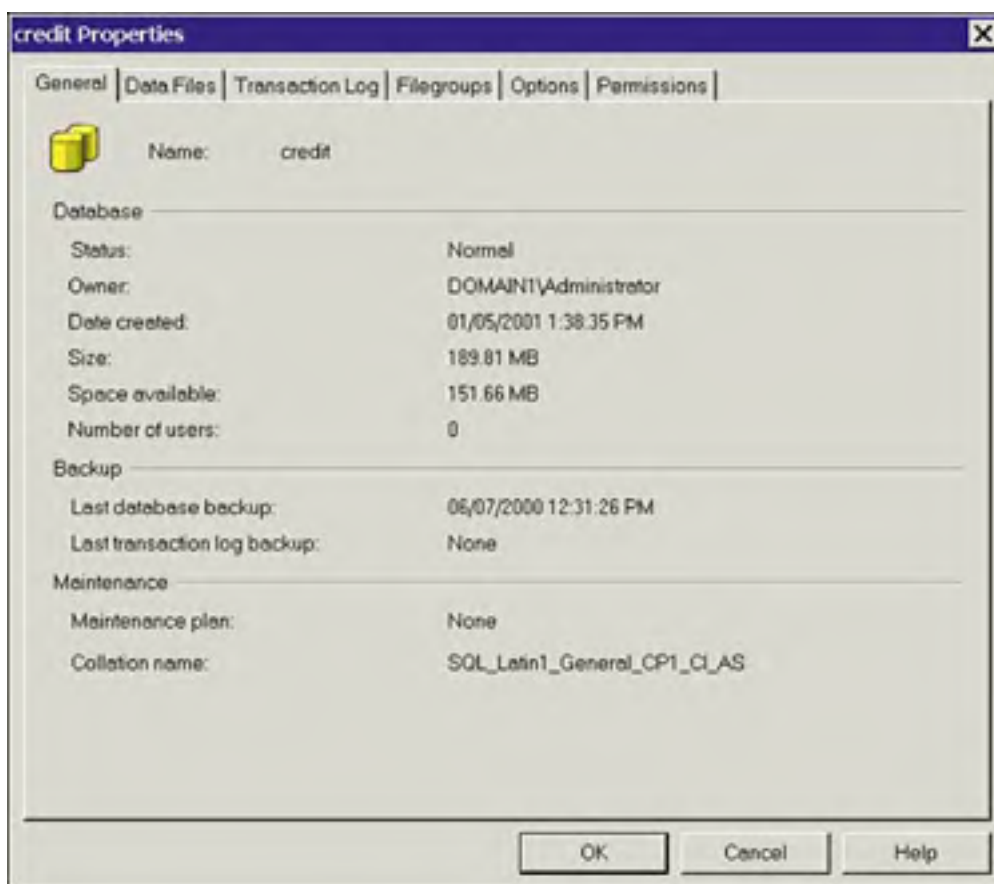 credit Properties
General Data Files Transaction Log Filegroups Options Permissions
Name: credit
Database
Status: Normal
Owner: DOMAIN1\Administrator
Date created: 01/05/2001 1:38:35 PM
Size: 189.81 MB
Space available: 151.66 MB
Number of users: 0
Backup
Last database backup: 06/07/2000 12:31:26 PM
Last transaction log backup: None
Maintenance
Maintenance plan: None
Collation name: SQL_Latin1_General_CP1_CI_AS
OK Cancel Help